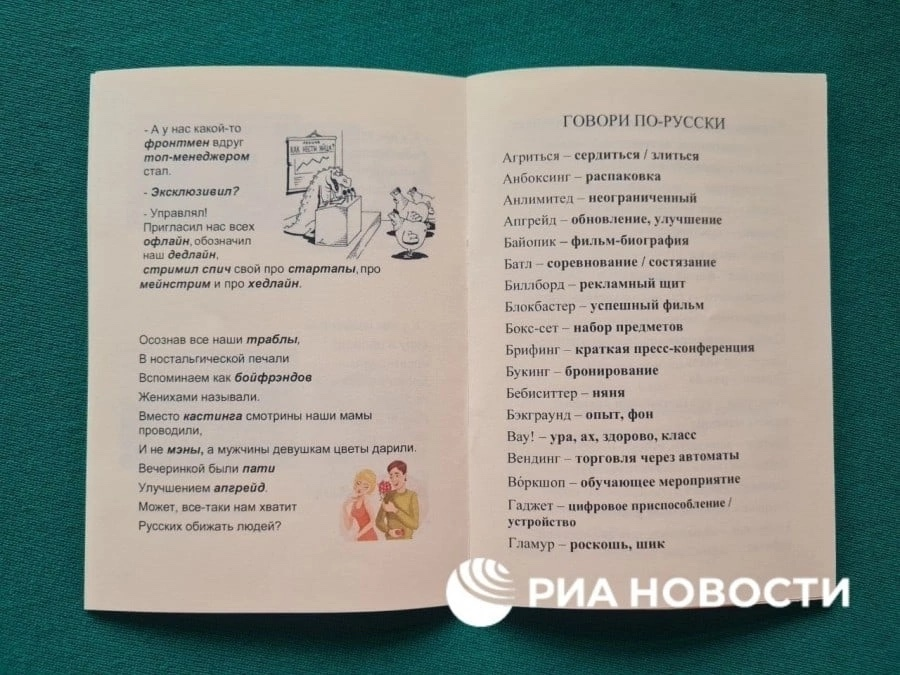 - А у нас какой-то
фронтмен вдруг
топ-менеджером
стал.
- Эксклюзивил?
- Управлял!
Пригласил нас всех
офлайн, обозначил
наш дедлайн,
стримил спич свой про стартапы, про
мейнстрим и про хедлайн.
КАК НЕСТИ ЯЙЦА?
Осознав все наши траблы,
В ностальгической печали
Вспоминаем как бойфрэндов
Женихами называли.
Вместо кастинга смотрины наши мамы
проводили,
И не мэны, а мужчины девушкам цветы дарили.
Вечеринкой были пати
Улучшением апгрейд.
Может, все-таки нам хватит
Русских обижать людей?
ГОВОРИ ПО-РУССКИ
Агриться – сердиться / злиться
Анбоксинг – распаковка
Анлимитед – неограниченный
Апгрейд – обновление, улучшение
Байопик – фильм-биография
Батл – соревнование / состязание
Биллборд – рекламный щит
Блокбастер – успешный фильм
Бокс-сет – набор предметов
Брифинг – краткая пресс-конференция
Букинг – бронирование
Бебиситтер – няня
Бэкграунд – опыт, фон
Вау! – ура, ах, здорово, класс
Вендинг – торговля через автоматы
Во́ркшоп – обучающее мероприятие
Гаджет – цифровое приспособление /
устройство
Гламур – роскошь, шик
РИА НОВОСТИ